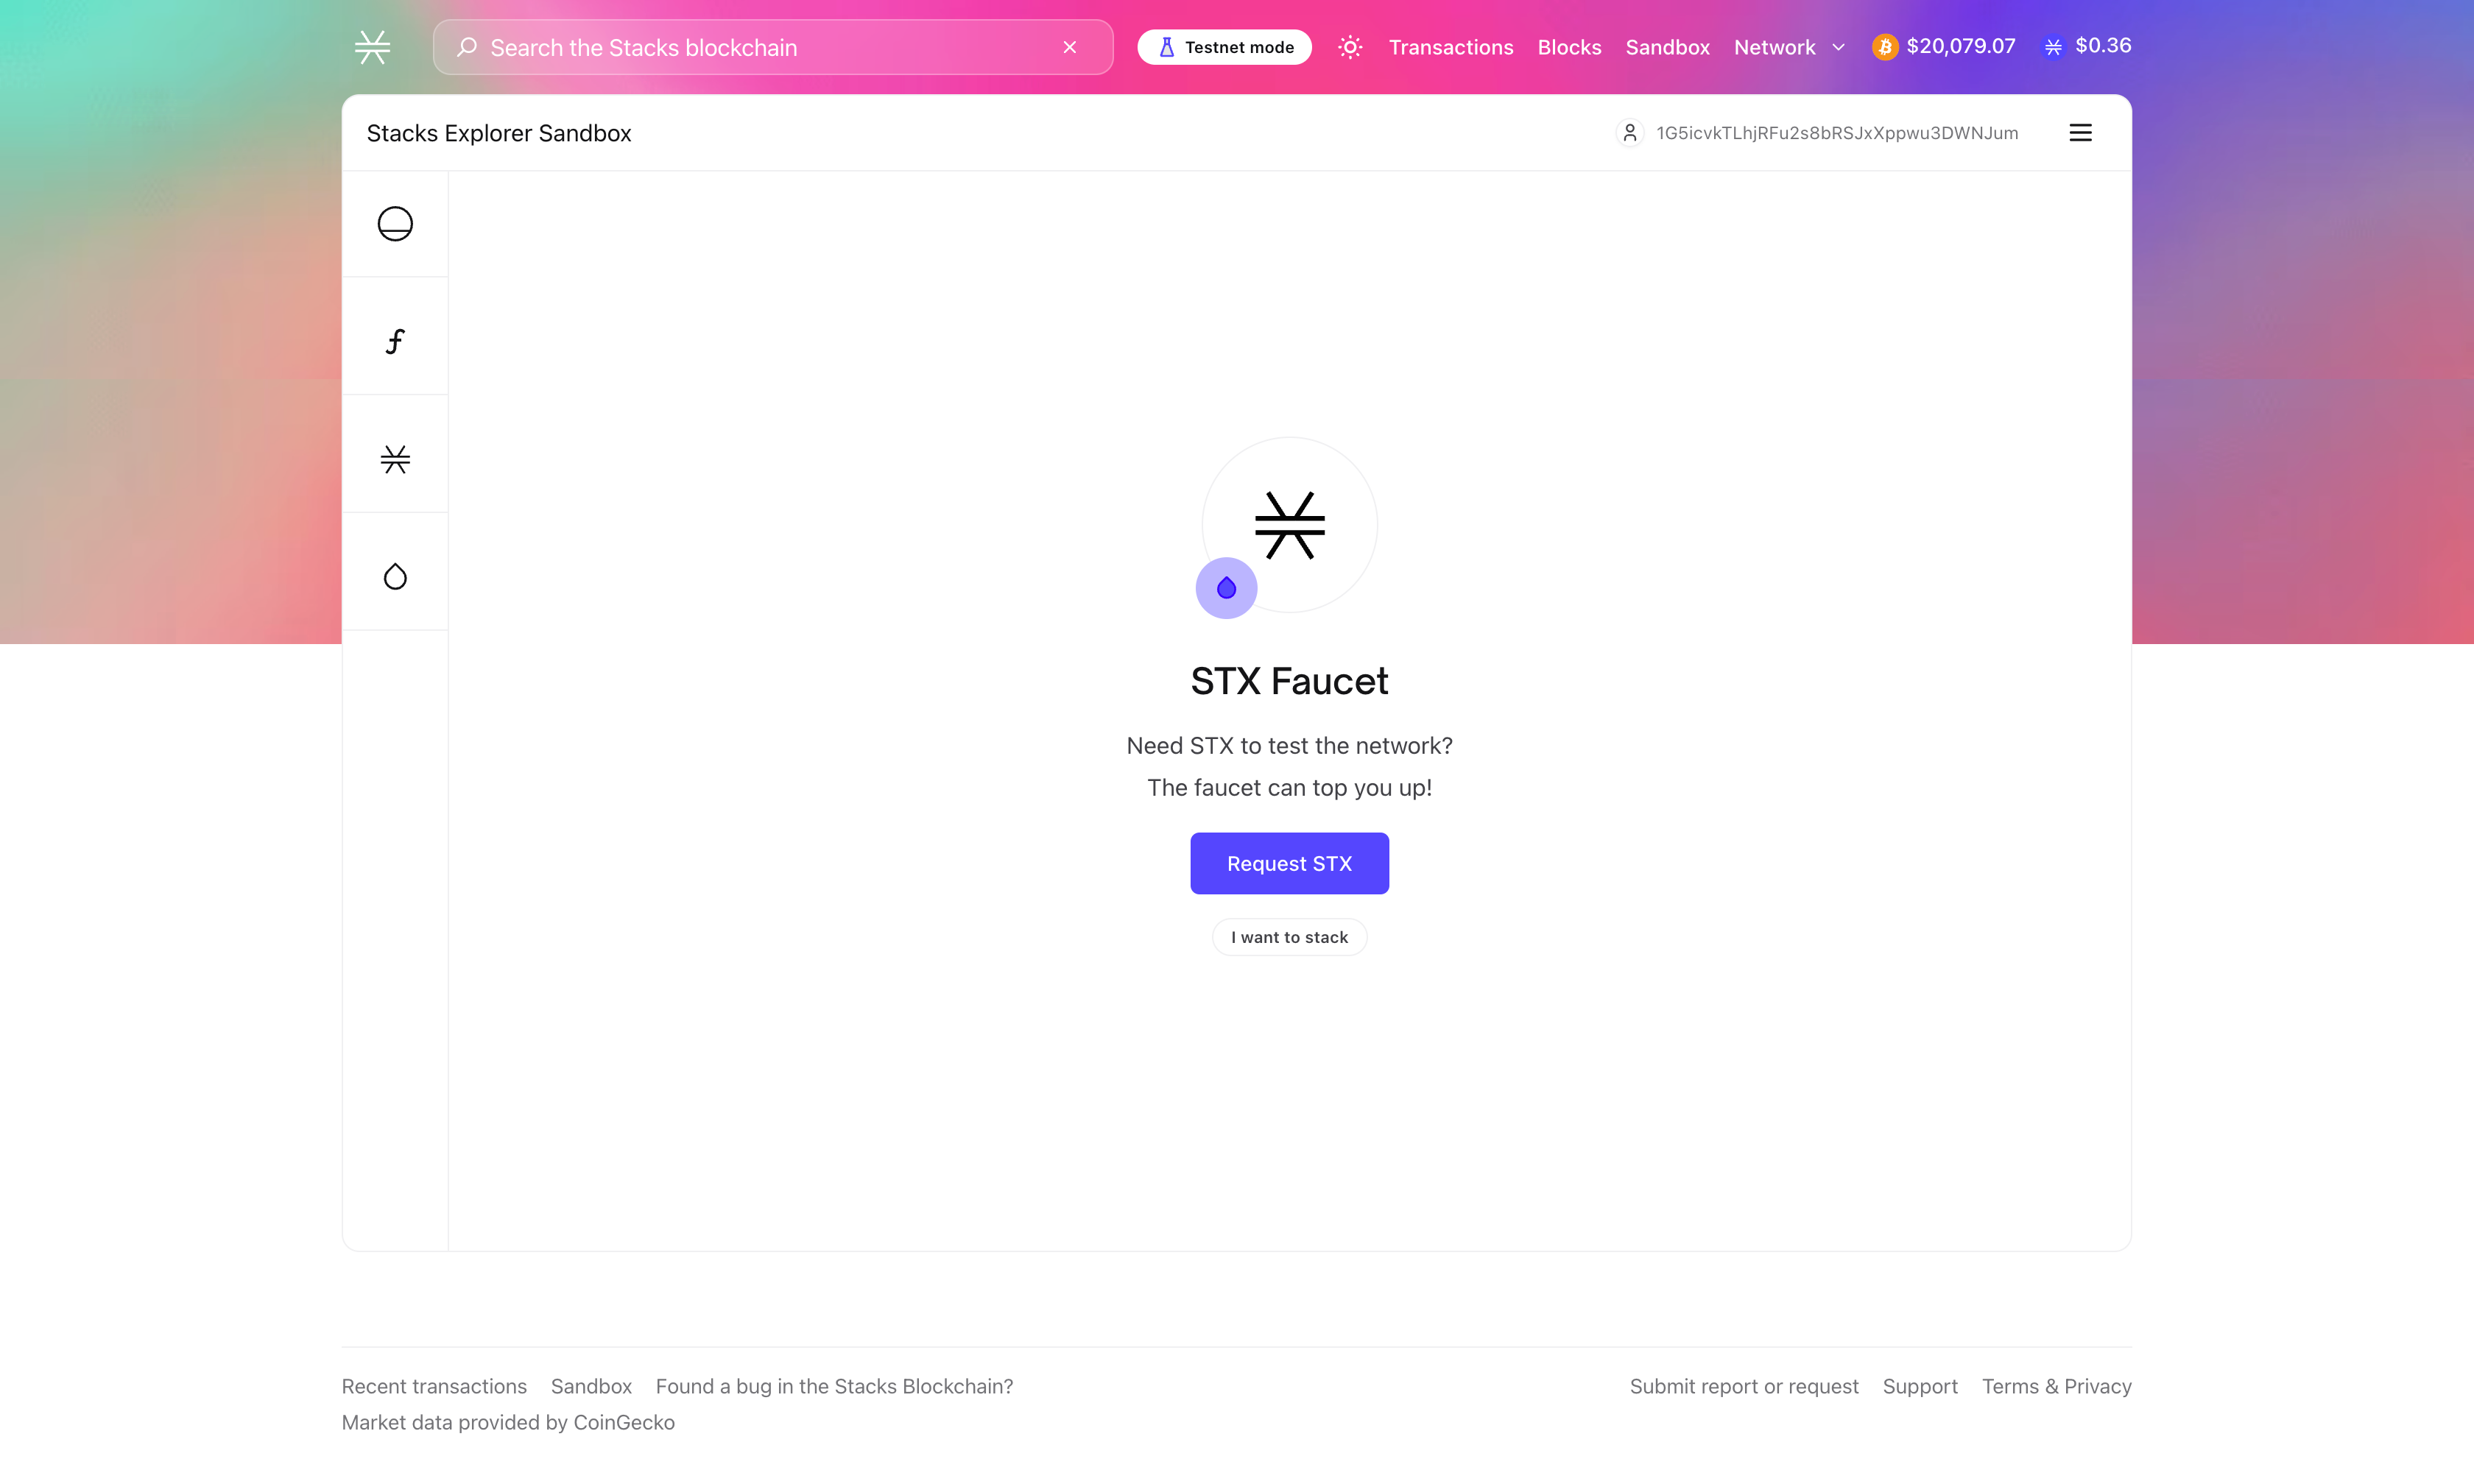 Search the Stacks blockchain
Testnet mode
Transactions
Blocks
Sandbox
Network
$20,079.07
$0.36
Stacks Explorer Sandbox
1G5icvkTLhjRFu2s8bRSJxXppwu3DWNJum
STX Faucet
Need STX to test the network?
The faucet can top you up!
Request STX
I want to stack
Recent transactions
Sandbox
Found a bug in the Stacks Blockchain?
Submit report or request
Support
Terms & Privacy
Market data provided by CoinGecko